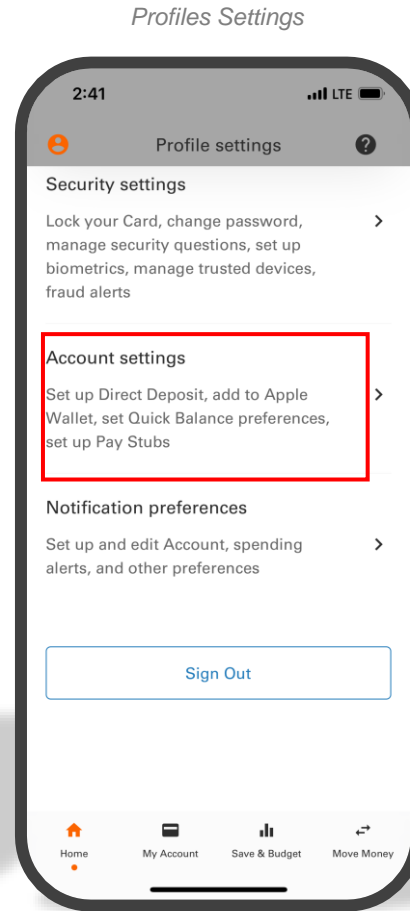 Profiles Settings
2:41
LTE
Profile settings
Security settings
Lock your Card, change password,
manage security questions, set up
biometrics, manage trusted devices,
fraud alerts
Account settings
Set up Direct Deposit, add to Apple
Wallet, set Quick Balance preferences,
set up Pay Stubs
Notification preferences
Set up and edit Account, spending
alerts, and other preferences
Sign Out
Home My Account Save & Budget Move Money